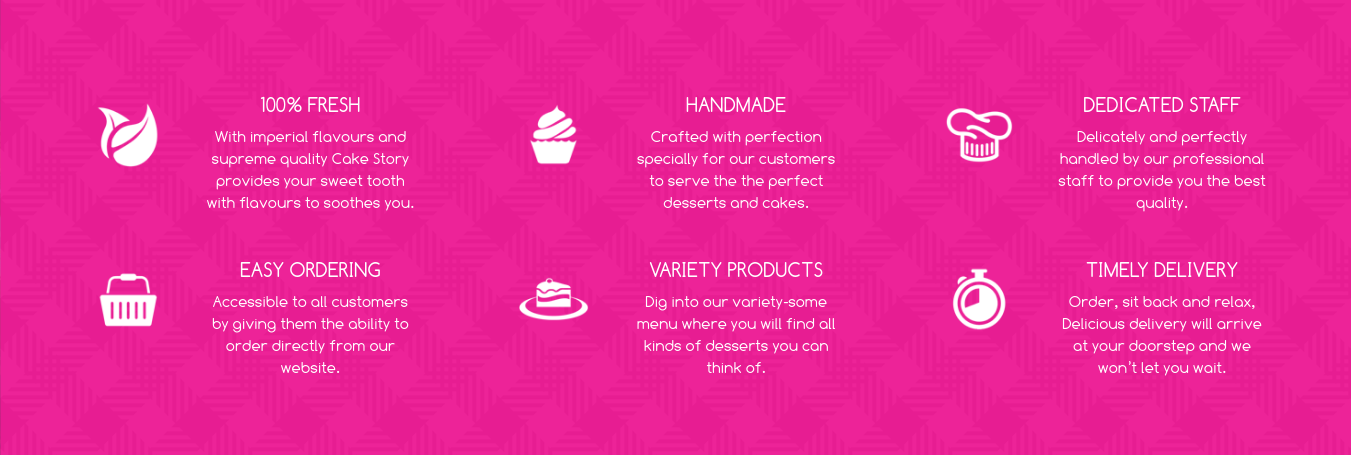 100% FRESH
With imperial flavours and
supreme quality Cake Story
provides your sweet tooth
with flavours to soothes you.
HANDMADE
Crafted with perfection
specially for our customers
to serve the the perfect
desserts and cakes.
DEDICATED STAFF
Delicately and perfectly
handled by our professional
staff to provide you the best
quality.
EASY ORDERING
Accessible to all customers
by giving them the ability to
order directly from our
website.
VARIETY PRODUCTS
Dig into our variety-some
menu where you will find all
kinds of desserts you can
think of.
TIMELY DELIVERY
Order, sit back and relax,
Delicious delivery will arrive
at your doorstep and we
won't let you wait.